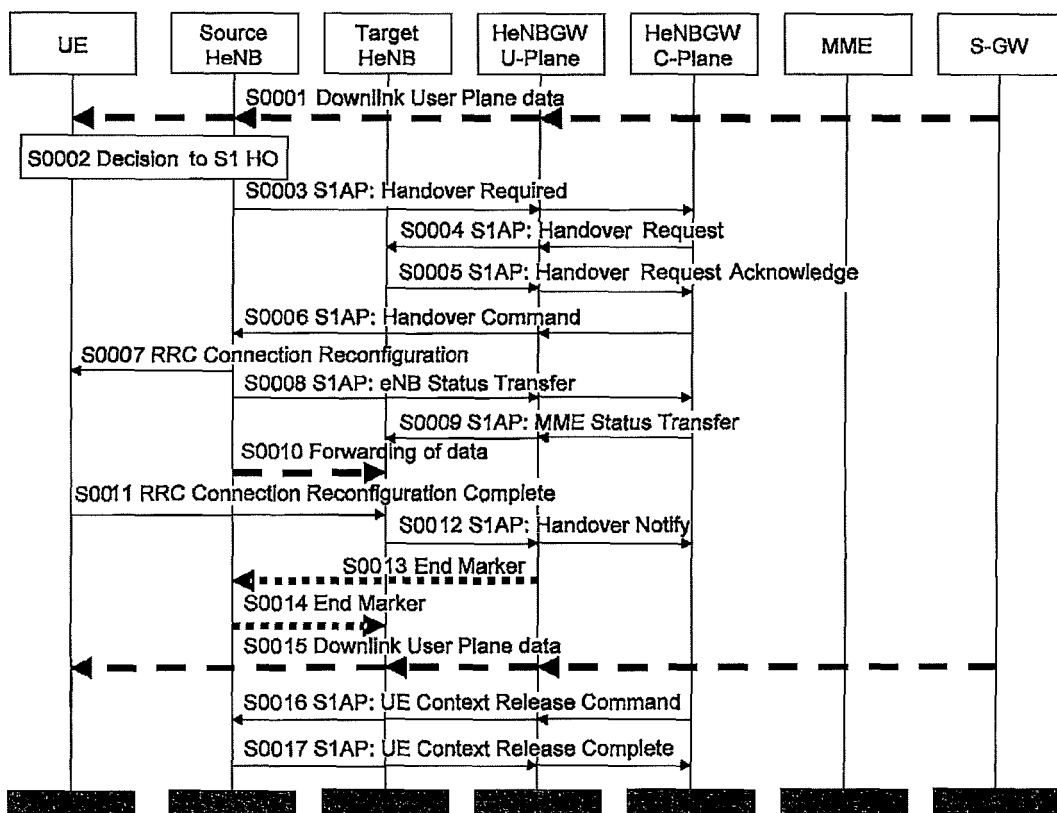 UE
Source
HeNB
Target
HeNB
HeNBGW
U-Plane
HeNBGW
C-Plane
MME
S-GW
S0001 Downlink User Plane data
S0002 Decision to S1 HO
S0003 S1AP: Handover Required
S0004 S1AP: Handover Request
S0005 S1AP: Handover Request Acknowledge
S0006 S1AP: Handover Command
S0007 RRC Connection Reconfiguration
S0008 S1AP: eNB Status Transfer
S0009 S1AP: MME Status Transfer
S0010 Forwarding of data
S0011 RRC Connection Reconfiguration Complete
S0012 S1AP: Handover Notify
S0013 End Marker
S0014 End Marker
S0015 Downlink User Plane data
S0016 S1AP: UE Context Release Command
S0017 S1AP: UE Context Release Complete